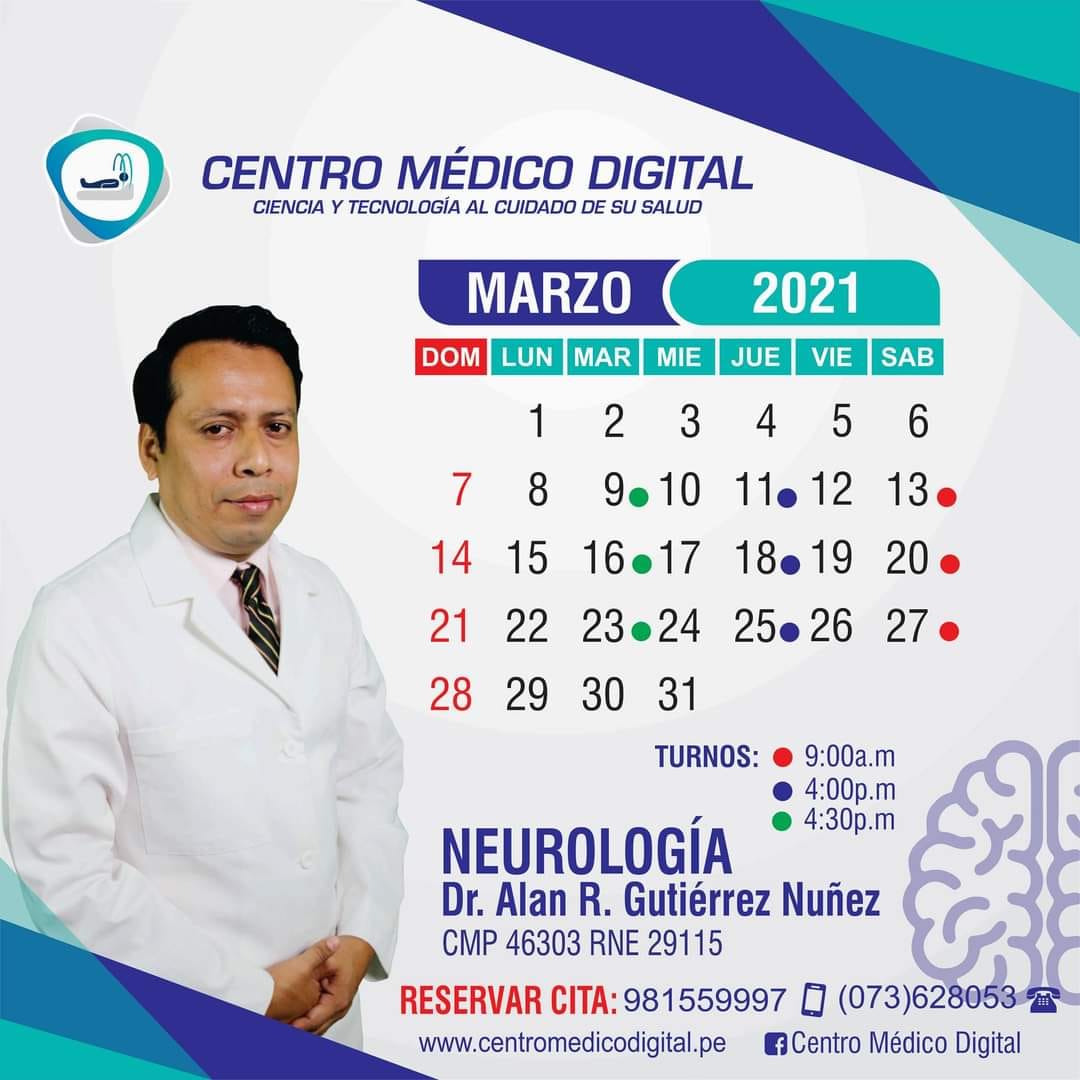 CENTRO MÉDICO DIGITAL
CIENCIA Y TECNOLOGÍA AL CUIDADO DE SU SALUD
MARZO 2021
DOM LUN MAR MIE JUE VIE SAB
1 2 3 4 5 6
7 8 9 10 11 12 13
14 15 16 17 18 19 20
21 22 23 24 25 26 27
28 29 30 31
TURNOS: 9:00a.m
4:00p.m
4:30p.m
NEUROLOGÍA
Dr. Alan R. Gutiérrez Nuñez
CMP 46303 RNE 29115
RESERVAR CITA: 981559997 (073)628053
www.centromedicodigital.pe Centro Médico Digital